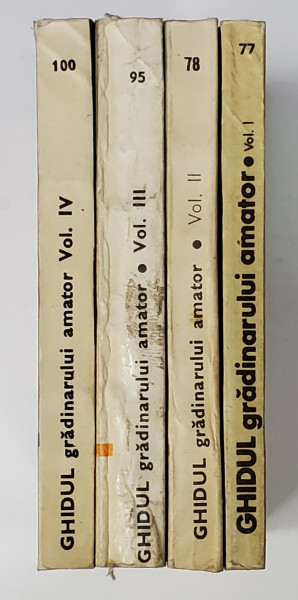 100
GHIDUL grădinarului amator Vol. IV
95
GHIDUL grădinarului amator • Vol. III
78
GHIDUL grădinarului amator • Vol. II
77
GHIDUL grădinarului amator • Vol. I